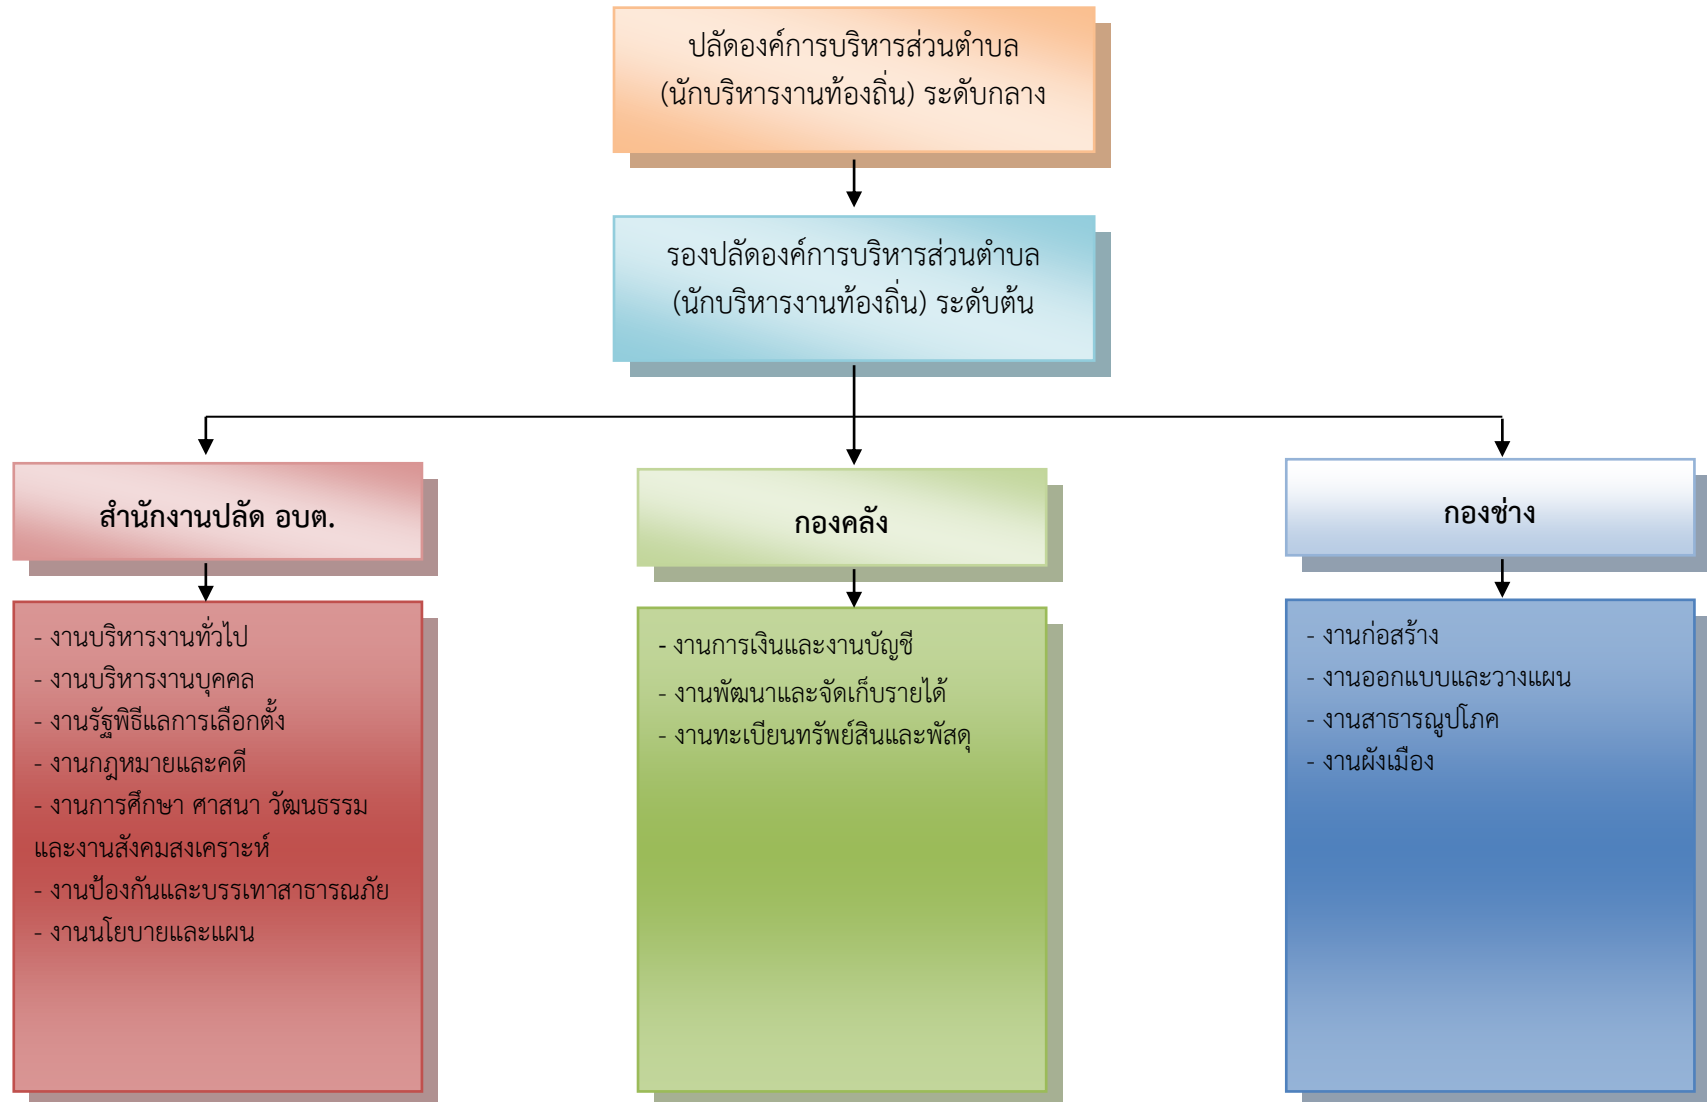 ปลัดองค์การบริหารส่วนตำบล
(นักบริหารงานท้องถิ่น) ระดับกลาง
รองปลัดองค์การบริหารส่วนตำบล
(นักบริหารงานท้องถิ่น) ระดับต้น
สำนักงานปลัด อบต.
- งานบริหารงานทั่วไป
- งานบริหารงานบุคคล
- งานรัฐพิธีแลการเลือกตั้ง
- งานกฎหมายและคดี
- งานการศึกษา ศาสนา วัฒนธรรม
และงานสังคมสงเคราะห์
- งานป้องกันและบรรเทาสาธารณภัย
- งานนโยบายและแผน
กองคลัง
- งานการเงินและงานบัญชี
- งานพัฒนาและจัดเก็บรายได้
- งานทะเบียนทรัพย์สินและพัสดุ
กองช่าง
- งานก่อสร้าง
- งานออกแบบและวางแผน
- งานสาธารณูปโภค
- งานผังเมือง